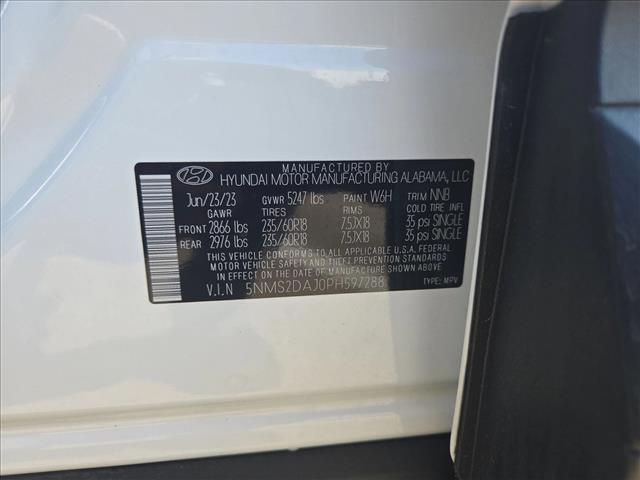 MANUFACTURED BY
HYUNDAI MOTOR MANUFACTURING ALABAMA, LLC
Jun/23/23 GVWR 5247 lbs PAINT W6H TRIM NNB
GAWR TIRES RIMS COLD TIRE INFL
FRONT 2866 lbs 235/60R18 7.5JX18 35 psi SINGLE
REAR 2976 lbs 235/60R18 7.5JX18 35 psi SINGLE
THIS VEHICLE CONFORMS TO ALL APPLICABLE U.S.A. FEDERAL
MOTOR VEHICLE SAFETY AND THEFT PREVENTION STANDARDS
IN EFFECT ON THE DATE OF MANUFACTURE SHOWN ABOVE.
V.I.N 5NMS2DAJ0PH597288 TYPE: MPV